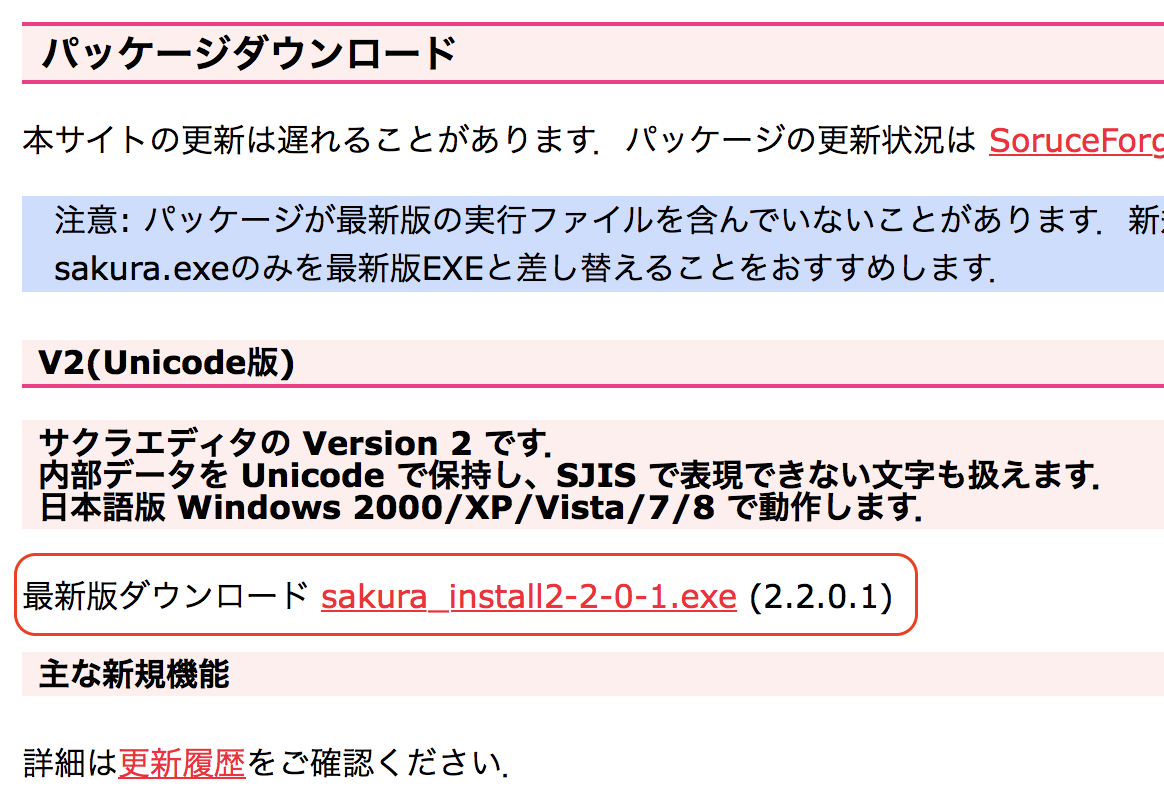 パッケージダウンロード
本サイトの更新は遅れることがあります．パッケージの更新状況は SoruceForg
注意: パッケージが最新版の実行ファイルを含んでいないことがあります．新
sakura.exeのみを最新版EXEと差し替えることをおすすめします．
V2(Unicode版)
サクラエディタの Version 2 です．
内部データを Unicode で保持し、SJIS で表現できない文字も扱えます．
日本語版 Windows 2000/XP/Vista/7/8 で動作します．
最新版ダウンロード sakura_install2-2-0-1.exe (2.2.0.1)
主な新規機能
詳細は更新履歴をご確認ください．